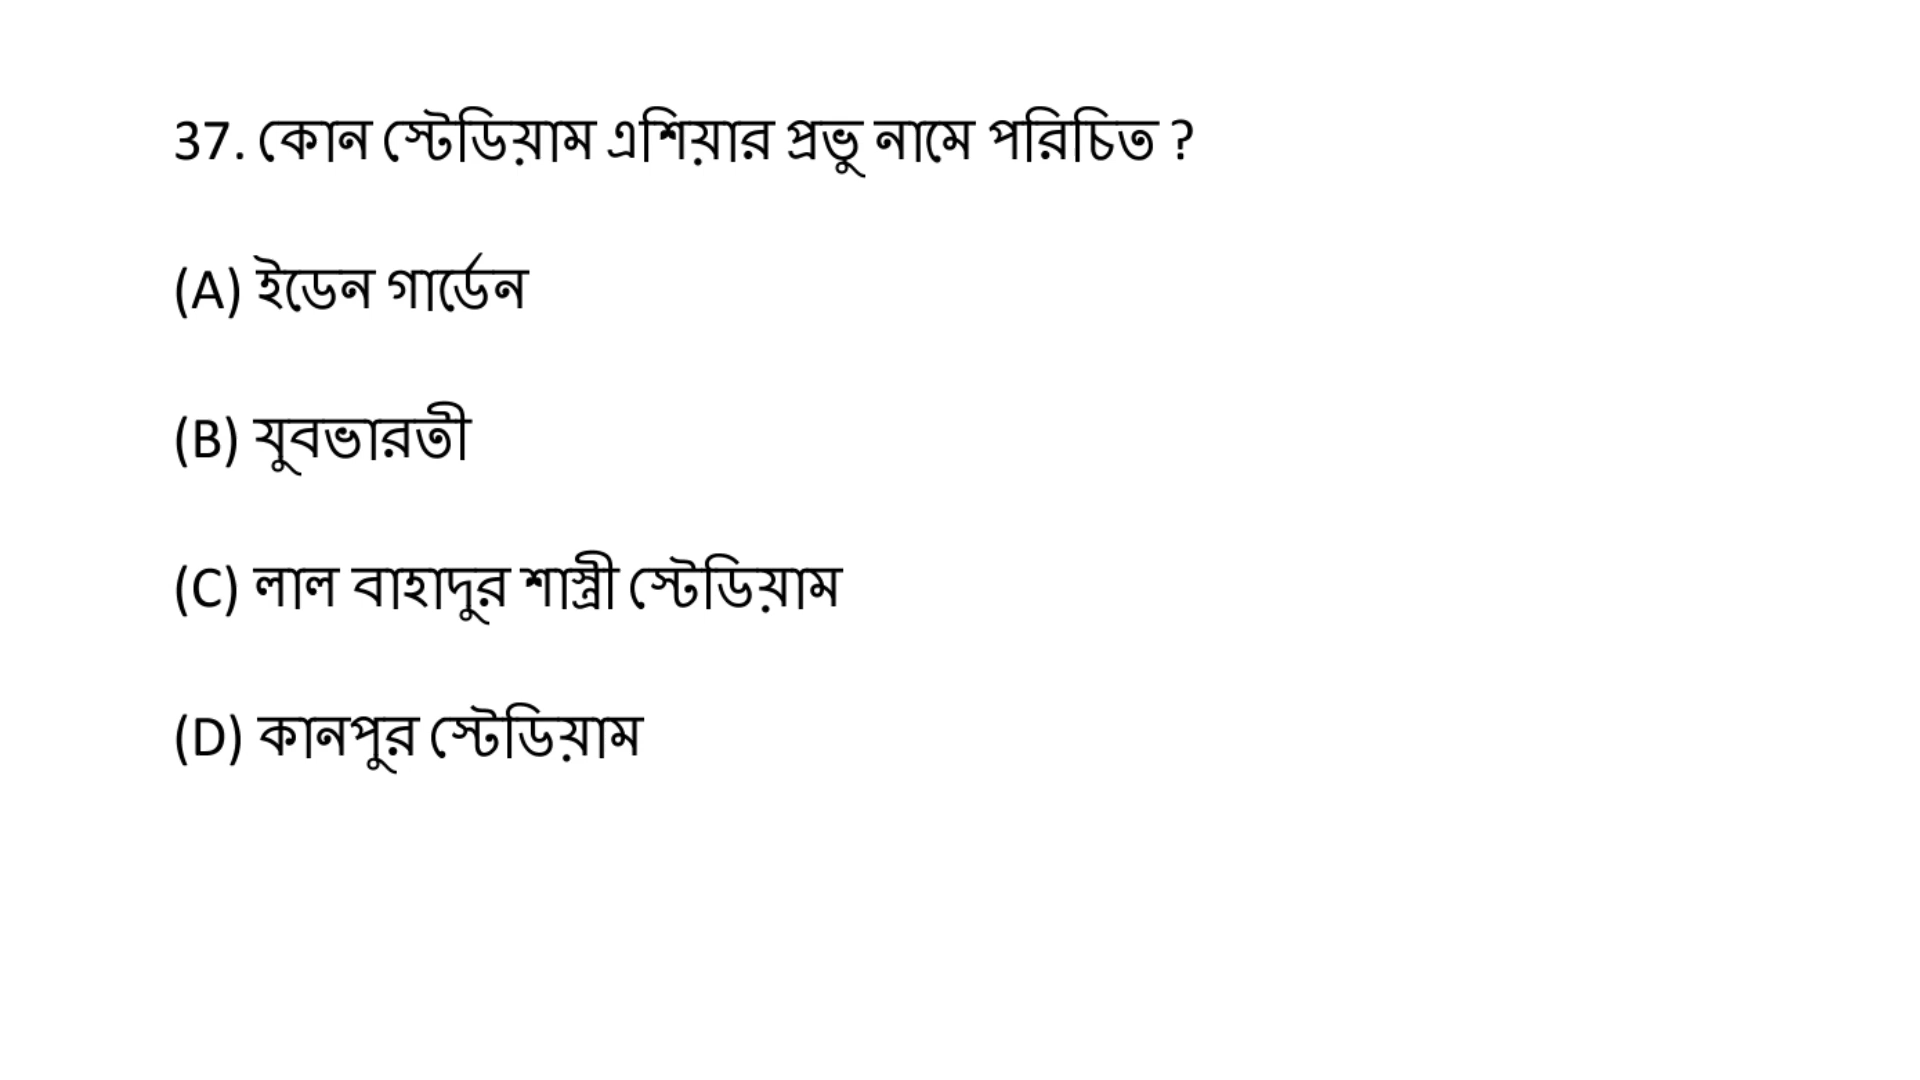 37. কোন স্টেডিয়াম এশিয়ার প্রভু নামে পরিচিত ?
(A) ইডেন গার্ডেন
(B) যুবভারতী
(C) লাল বাহাদুর শাস্ত্রী স্টেডিয়াম
(D) কানপুর স্টেডিয়াম